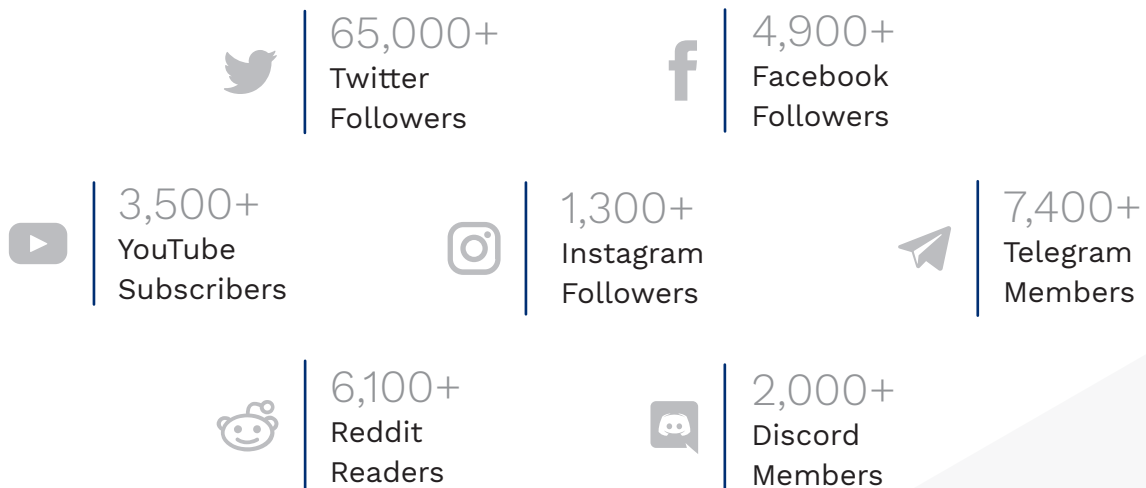 65,000+
Twitter
Followers
4,900+
Facebook
Followers
3,500+
YouTube
Subscribers
1,300+
Instagram
Followers
7,400+
Telegram
Members
6,100+
Reddit
Readers
2,000+
Discord
Members